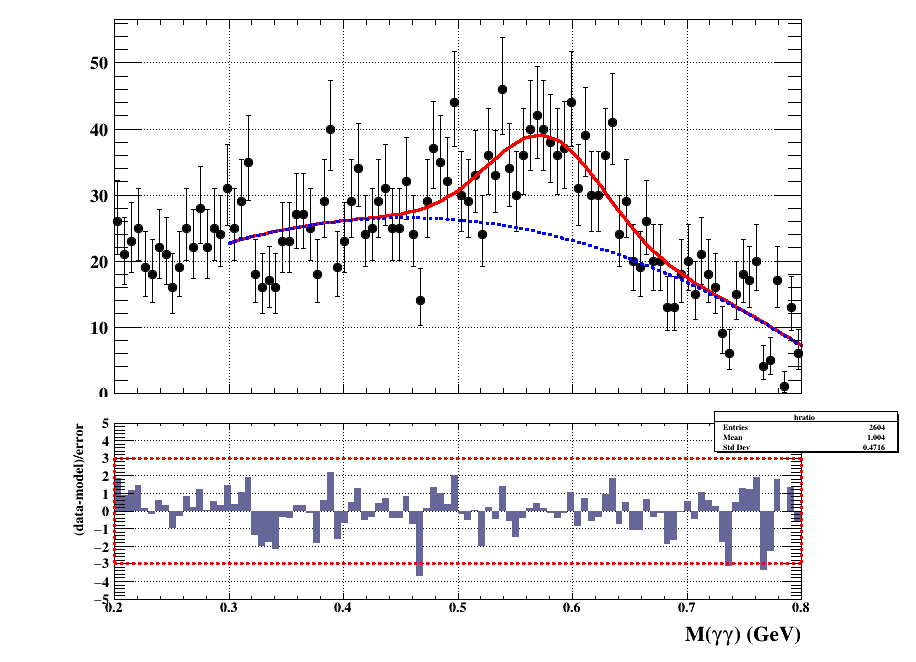 50
40
30
20
10
0
hratio
Entries 2604
Mean 1.004
Std Dev 0.4716
(data-model)/error
5
4
3
2
1
0
−1
−2
−3
−4
−5
0.2 0.3 0.4 0.5 0.6 0.7 0.8
M(γγ) (GeV)